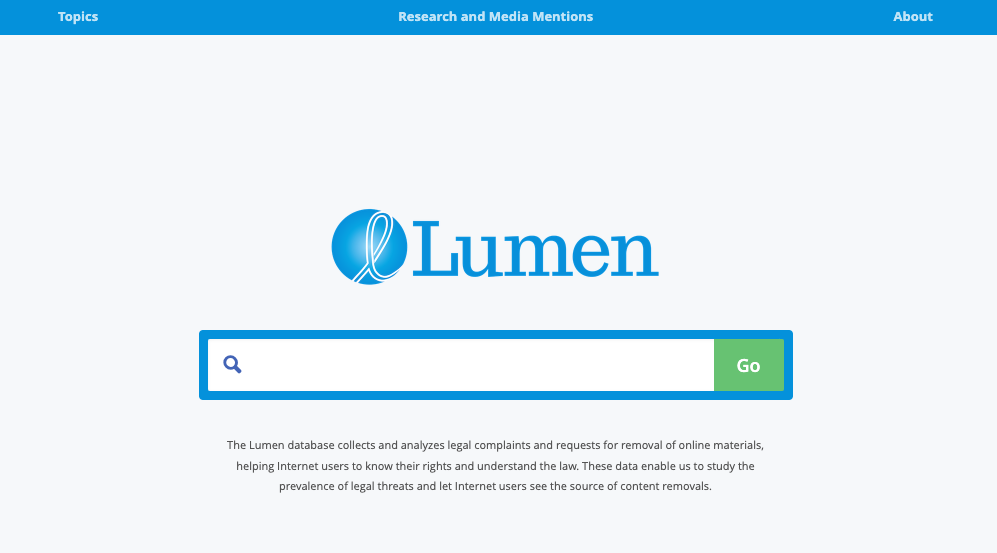 Topics Research and Media Mentions About
Lumen
Go
The Lumen database collects and analyzes legal complaints and requests for removal of online materials,
helping Internet users to know their rights and understand the law. These data enable us to study the
prevalence of legal threats and let Internet users see the source of content removals.